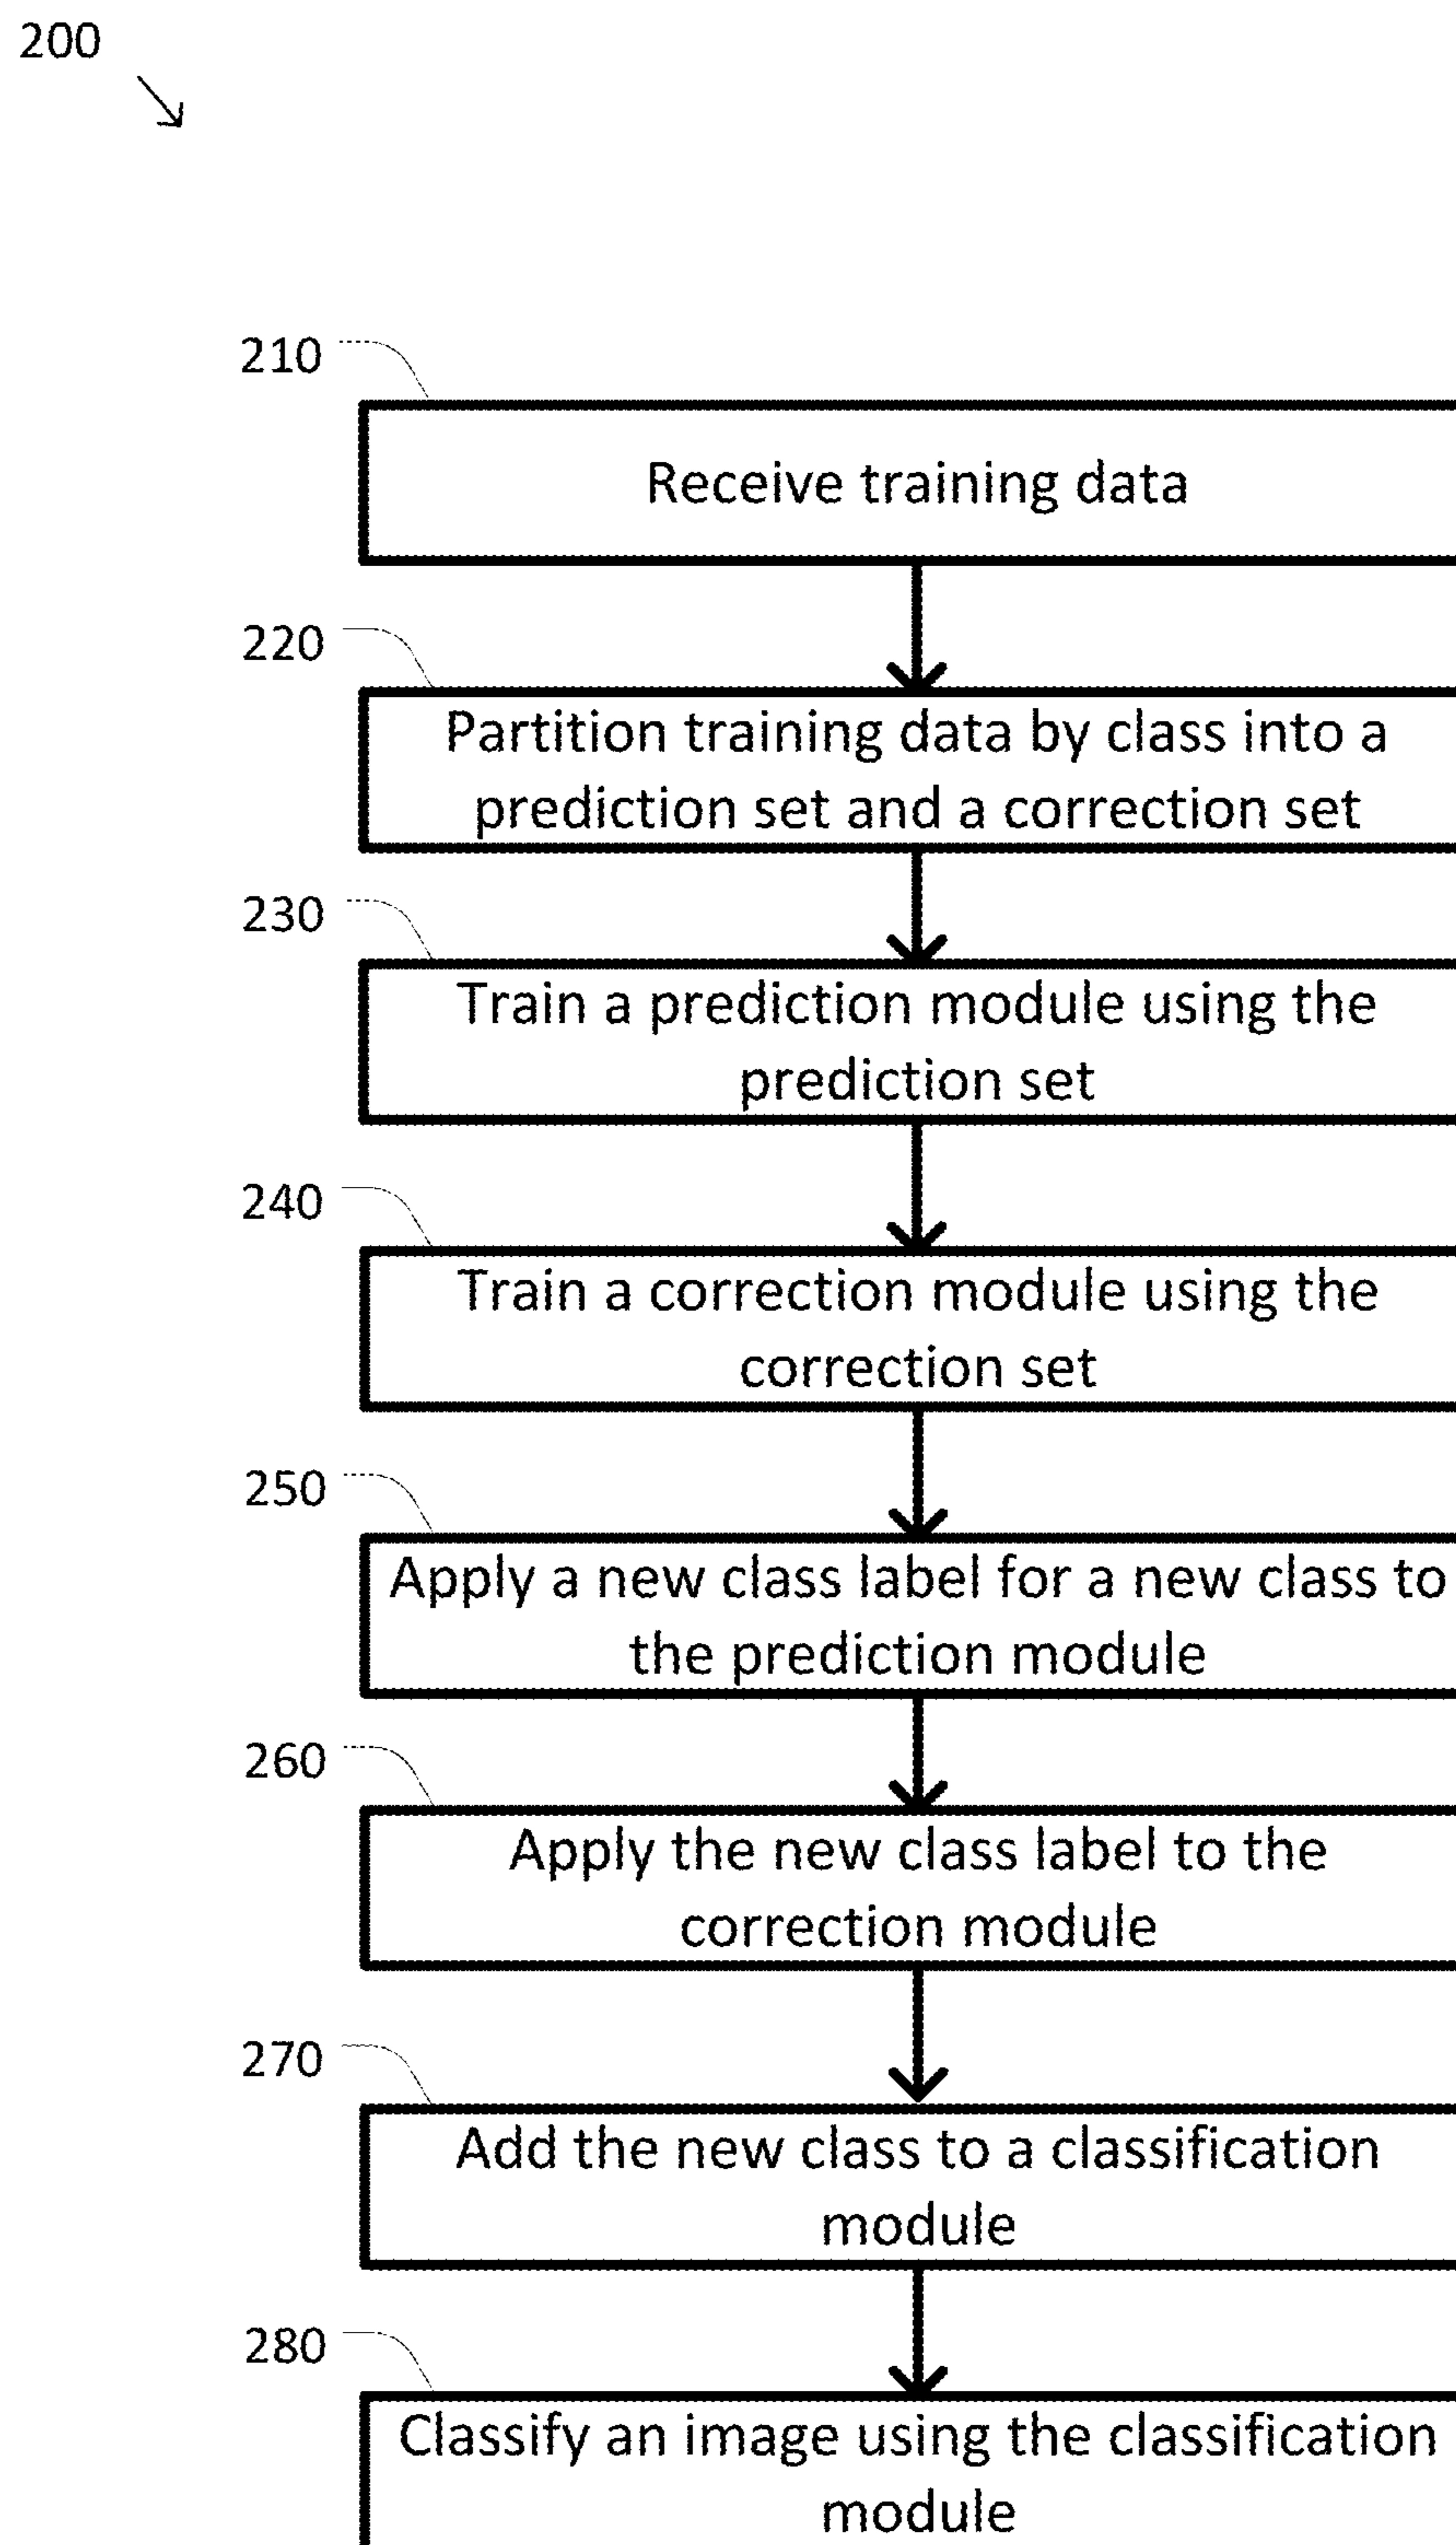 200
210
Receive training data
220
Partition training data by class into a
prediction set and a correction set
230
Train a prediction module using the
prediction set
240
Train a correction module using the
correction set
250
Apply a new class label for a new class to
the prediction module
260
Apply the new class label to the
correction module
270
Add the new class to a classification
module
280
Classify an image using the classification
module